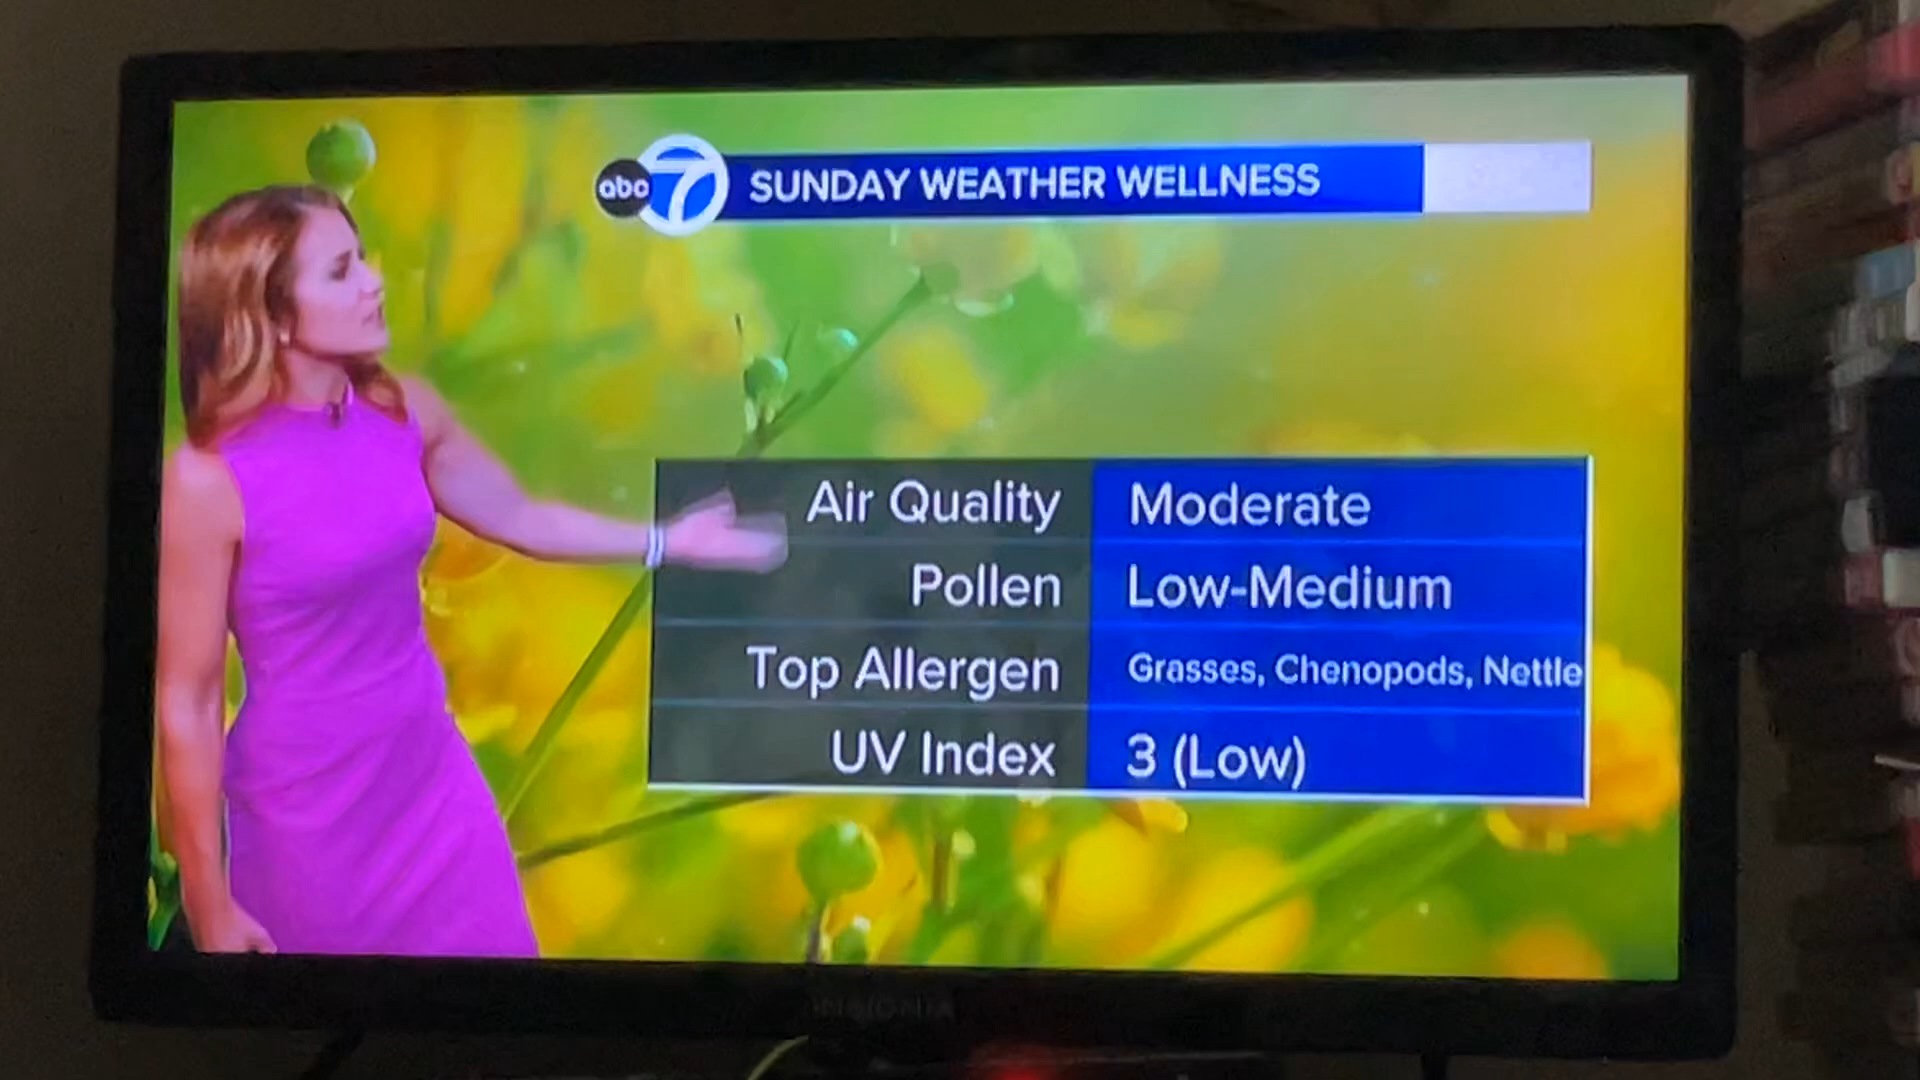 abc 7 SUNDAY WEATHER WELLNESS
Air Quality Moderate
Pollen Low-Medium
Top Allergen Grasses, Chenopods, Nettle
UV Index 3 (Low)
INSIGNIA